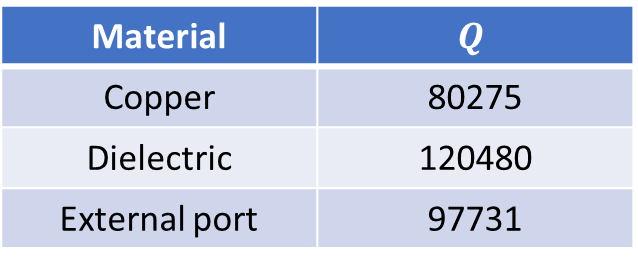 Material Q
Copper 80275
Dielectric 120480
External port 97731